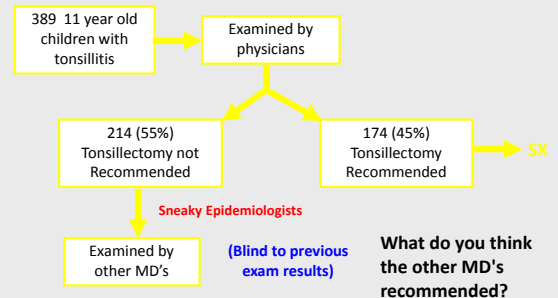 389 11 year old
children with
tonsillitis
Examined by
physicians
214 (55%)
Tonsillectomy not
Recommended
174 (45%)
Tonsillectomy
Recommended
SX
Sneaky Epidemiologists
Examined by
other MD's
(Blind to previous
exam results)
What do you think
the other MD's
recommended?